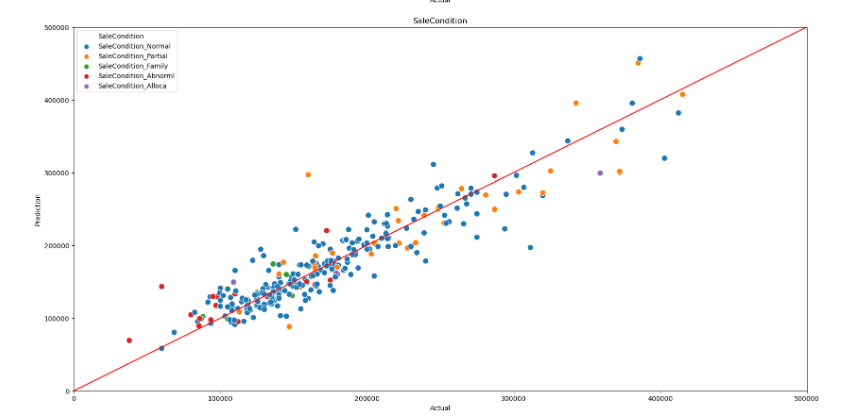 Actual
SaleCondition
500000
SaleCondition
SaleCondition_Normal
SaleCondition_Partial
SaleCondition_Family
SaleCondition_Abnorml
SaleCondition_Alloca
400000
300000
Prediction
200000
100000
0
0 100000 200000 300000 400000 500000
Actual